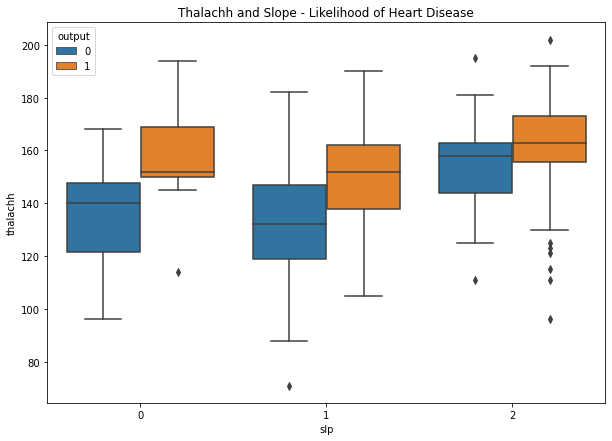 Thalachh and Slope - Likelihood of Heart Disease
output
0
1
200
180
160
140
120
100
80
thalachh
0 1 2
slp